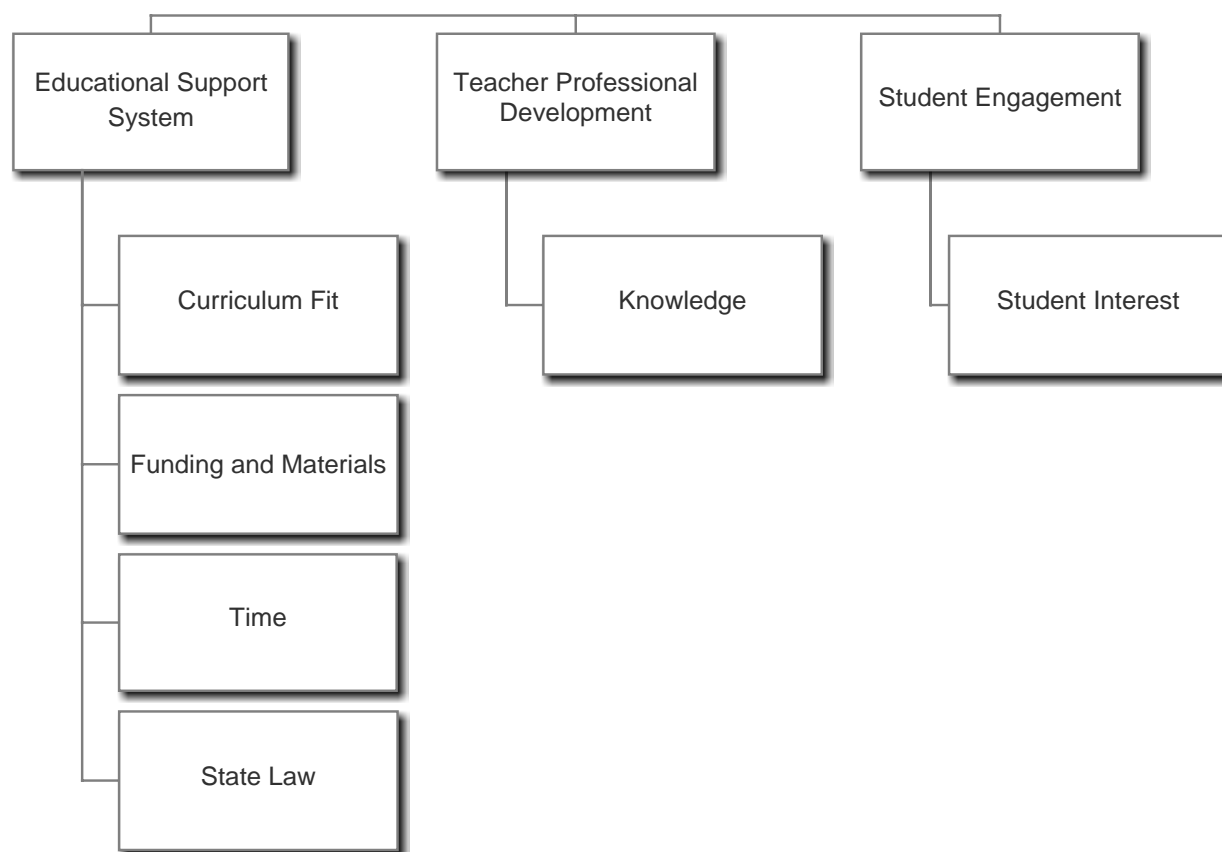 Educational Support
System
Teacher Professional
Development
Student Engagement
Curriculum Fit
Knowledge
Student Interest
Funding and Materials
Time
State Law